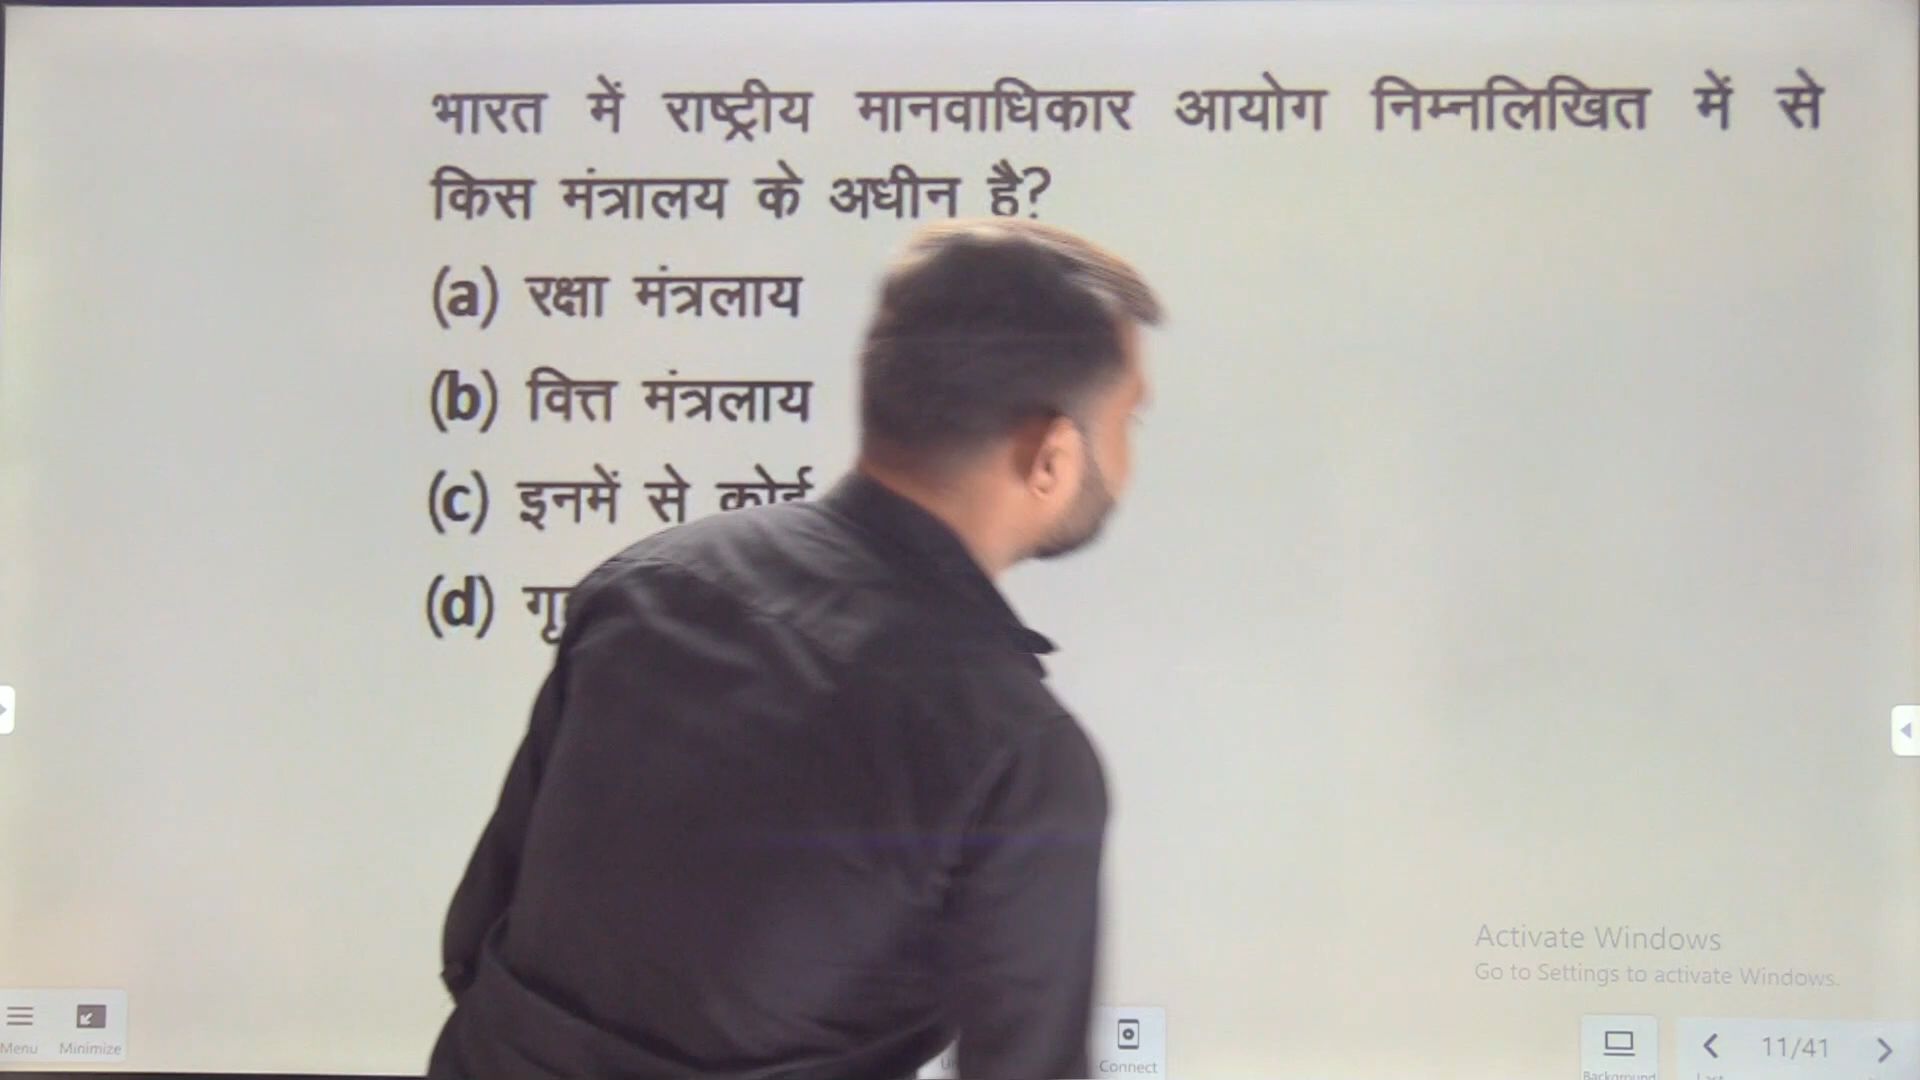 भारत में राष्ट्रीय मानवाधिकार आयोग निम्नलिखित में से
किस मंत्रालय के अधीन है?
(a) रक्षा मंत्रलाय
(b) वित्त मंत्रलाय
(c) इनमें से कोई
(d)
Activate Windows
Go to Settings to activate Windows.
Menu Minimize
Connect
Background
11/41